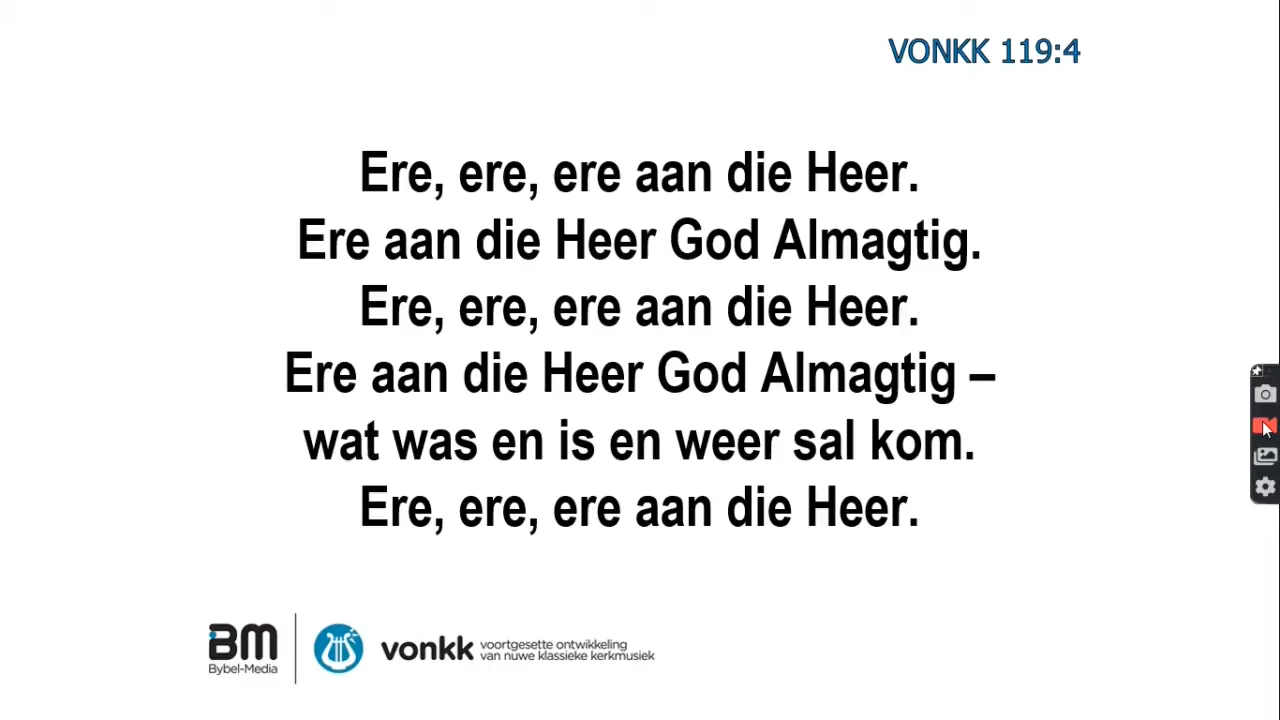 VONKK 119:4
Ere, ere, ere aan die Heer.
Ere aan die Heer God Almagtig.
Ere, ere, ere aan die Heer.
Ere aan die Heer God Almagtig –
wat was en is en weer sal kom.
Ere, ere, ere aan die Heer.
BM
Bybel-Media
vonkk
voortgesette ontwikkeling
van nuwe klassieke kerkmusiek